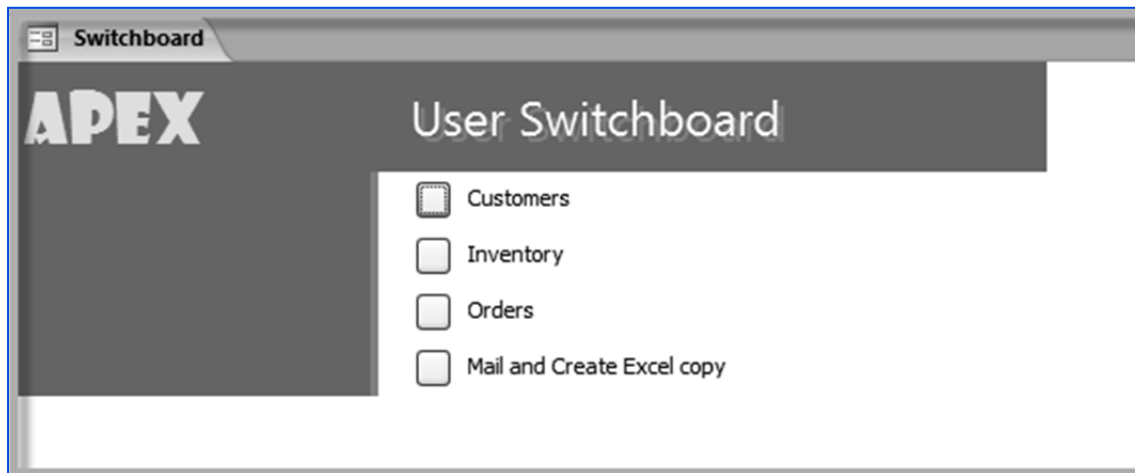 Switchboard
APEX
User Switchboard
Customers
Inventory
Orders
Mail and Create Excel copy